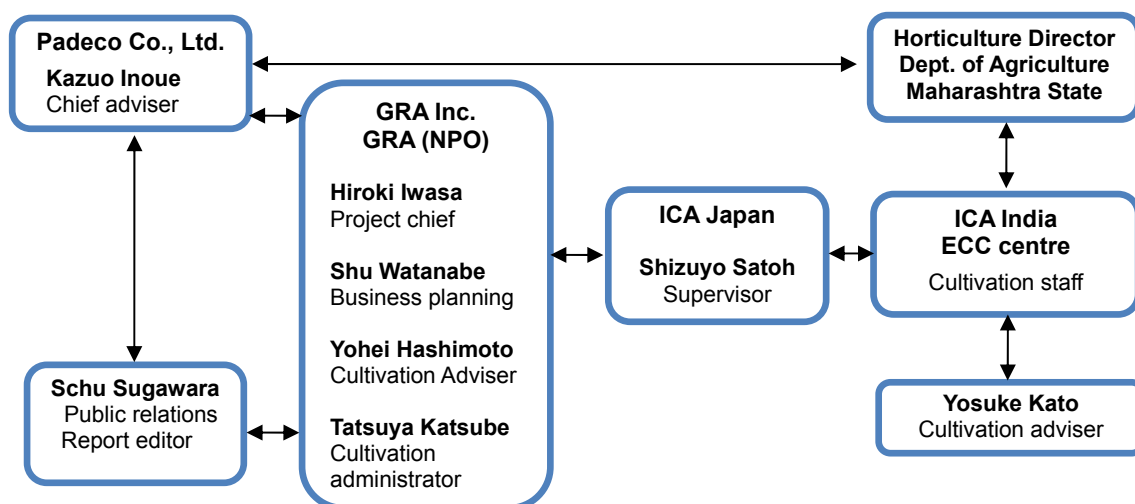 Padeco Co., Ltd.
Kazuo Inoue
Chief adviser
GRA Inc.
GRA (NPO)
Hiroki Iwasa
Project chief
Shu Watanabe
Business planning
Yohei Hashimoto
Cultivation Adviser
Tatsuya Katsube
Cultivation
administrator
Schu Sugawara
Public relations
Report editor
ICA Japan
Shizuyo Satoh
Supervisor
Horticulture Director
Dept. of Agriculture
Maharashtra State
ICA India
ECC centre
Cultivation staff
Yosuke Kato
Cultivation adviser